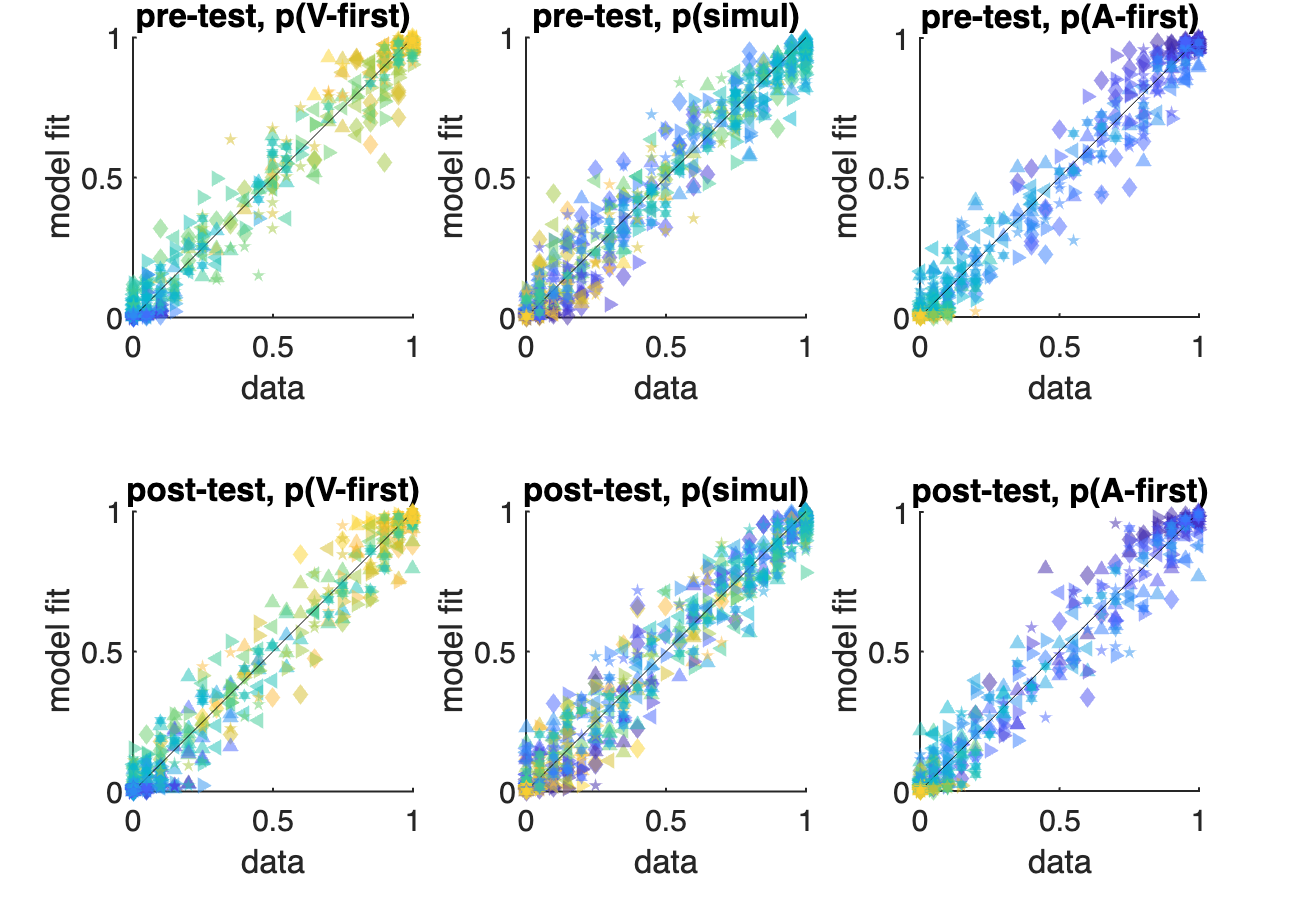 pre-test, p(V-first)
1
0.5
0
model fit
0 0.5 1
data
pre-test, p(simul)
1
0.5
0
model fit
0 0.5 1
data
pre-test, p(A-first)
1
0.5
0
model fit
0 0.5 1
data
post-test, p(V-first)
1
0.5
0
model fit
0 0.5 1
data
post-test, p(simul)
1
0.5
0
model fit
0 0.5 1
data
post-test, p(A-first)
1
0.5
0
model fit
0 0.5 1
data